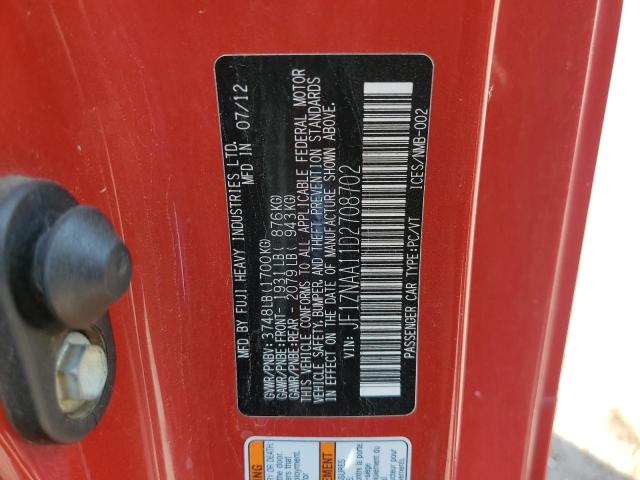 MFD BY FUJI HEAVY INDUSTRIES LTD.
MFD IN 07/12
GVWR/PNBV: 3748LB(1700KG)
GAWR/PNBE:FRONT- 1931LB( 876KG)
GAWR/PNBE:REAR - 2079LB( 943KG)
THIS VEHICLE CONFORMS TO ALL APPLICABLE FEDERAL MOTOR
VEHICLE SAFETY, BUMPER, AND THEFT PREVENTION STANDARDS
IN EFFECT ON THE DATE OF MANUFACTURE SHOWN ABOVE.
VIN: JF1ZNAA11D2708702
PASSENGER CAR TYPE:PC/VT
ICES/NMB-002